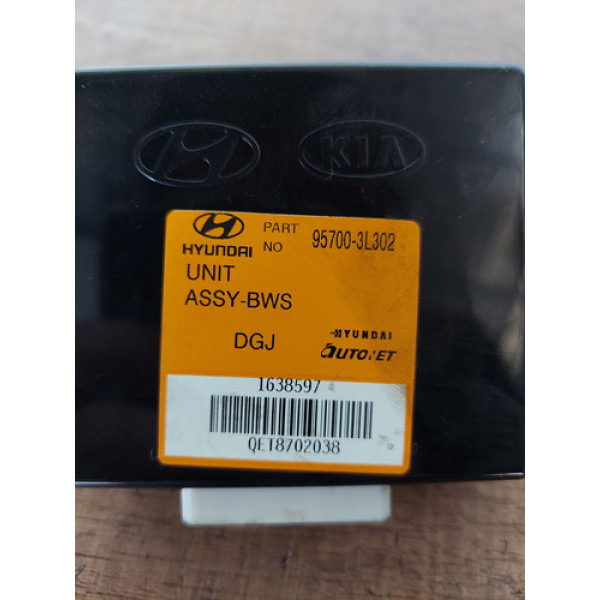 KIA
HYUNDAI
PART
NO
95700-3L302
UNIT
ASSY-BWS
DGJ
HYUNDAI
AUTONET
1638597
QET8702038